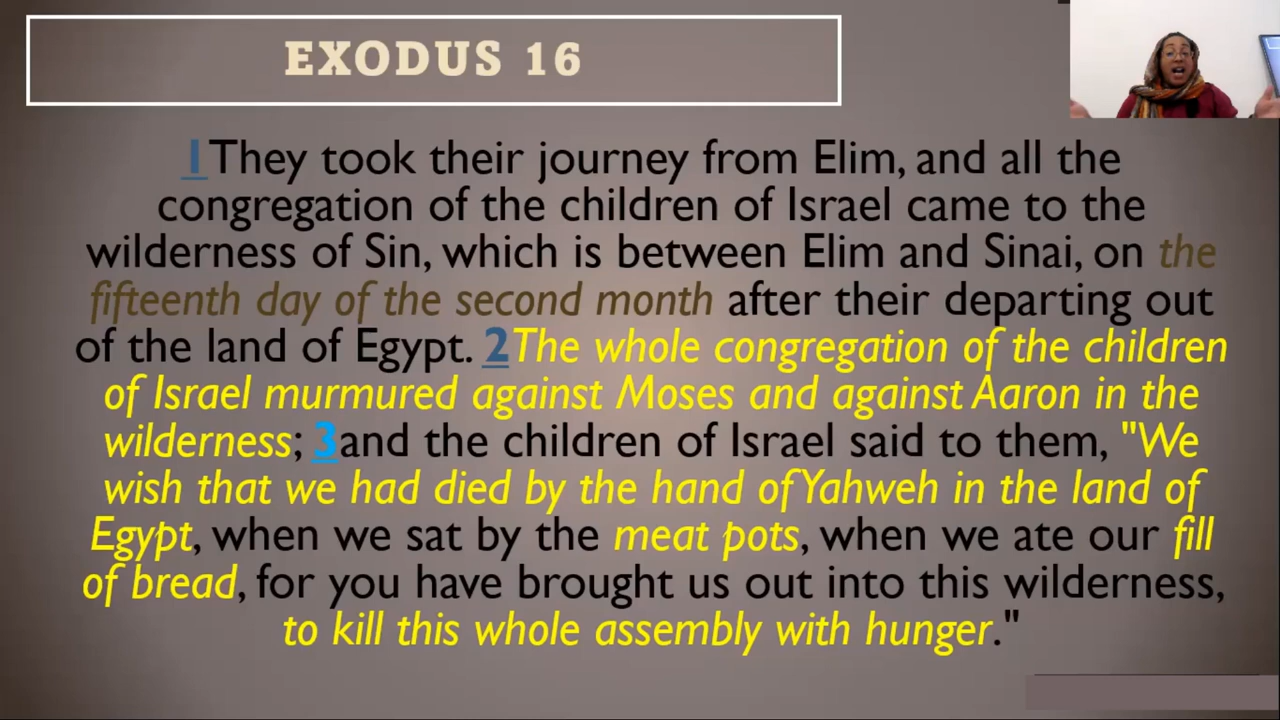 EXODUS 16
1They took their journey from Elim, and all the
congregation of the children of Israel came to the
wilderness of Sin, which is between Elim and Sinai, on the
fifteenth day of the second month after their departing out
of the land of Egypt. 2The whole congregation of the children
of Israel murmured against Moses and against Aaron in the
wilderness; 3and the children of Israel said to them, "We
wish that we had died by the hand of Yahweh in the land of
Egypt, when we sat by the meat pots, when we ate our fill
of bread, for you have brought us out into this wilderness,
to kill this whole assembly with hunger."